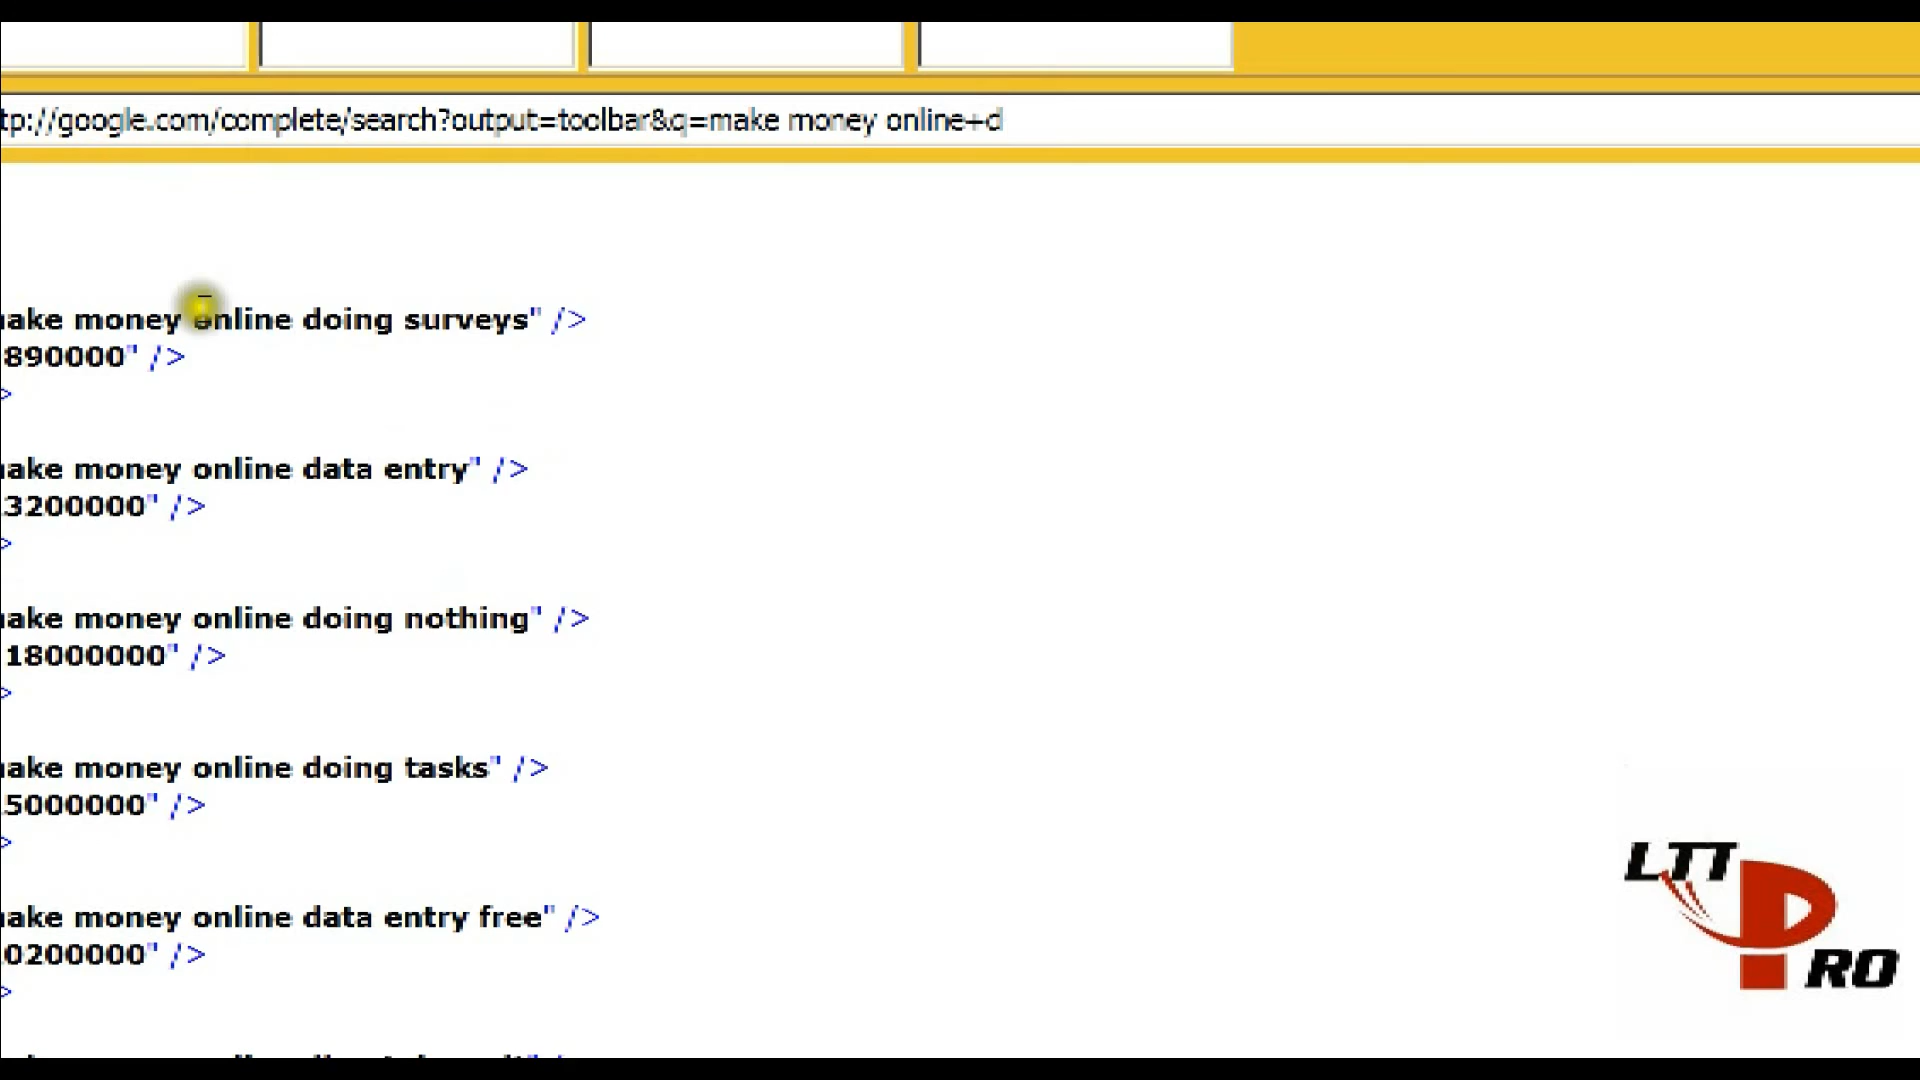 tp://google.com/complete/search?output=toolbar&q=make money online+d
ake money online doing surveys" />
890000" />
>
ake money online data entry" />
3200000" />
>
ake money online doing nothing" />
18000000" />
>
ake money online doing tasks" />
5000000" />
>
ake money online data entry free" />
0200000" />
>
LTT
PRO